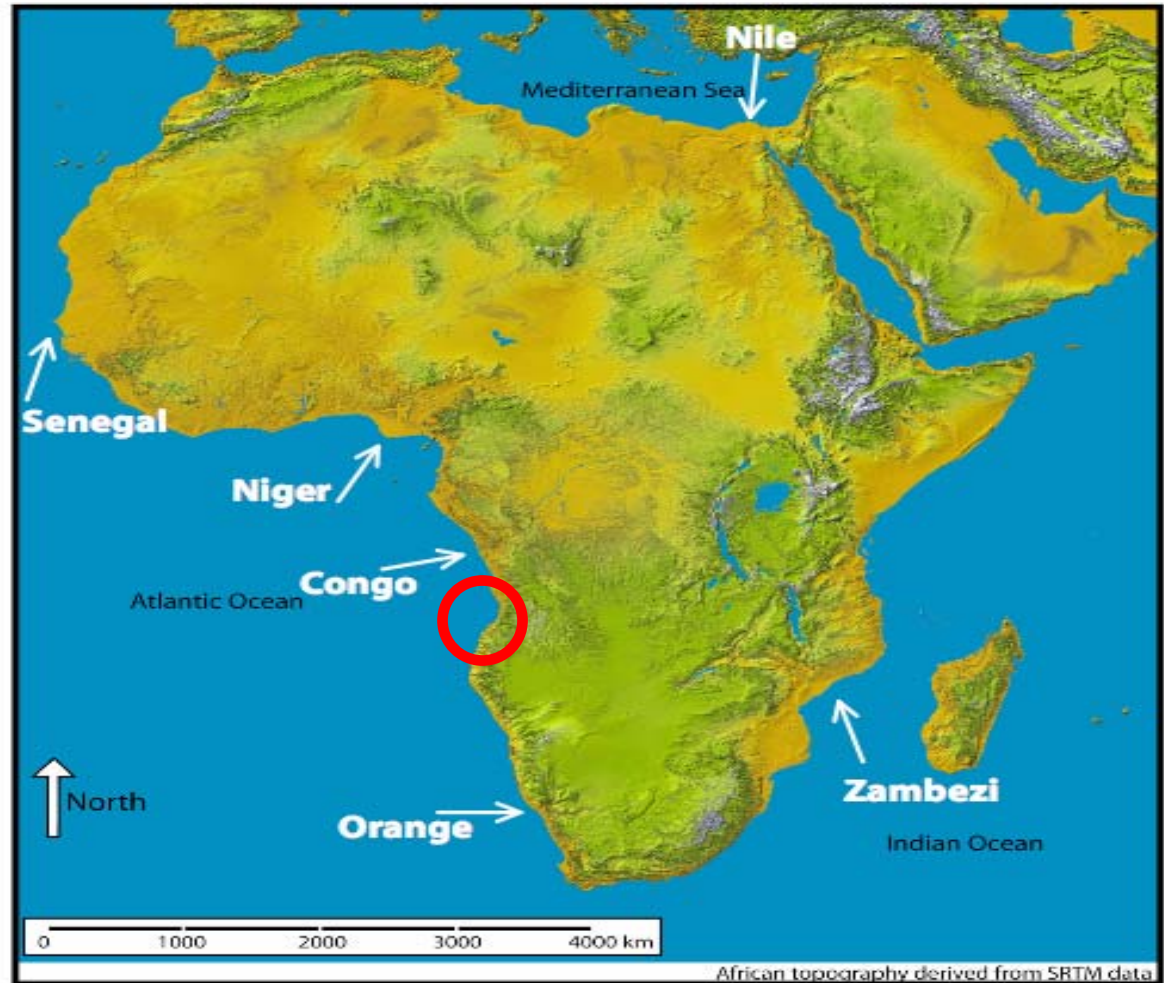 Nile
Mediterranean Sea
Senegal
Niger
Congo
Atlantic Ocean
Zambezi
North
Orange
Indian Ocean
0 1000 2000 3000 4000 km
African topography derived from SRTM data